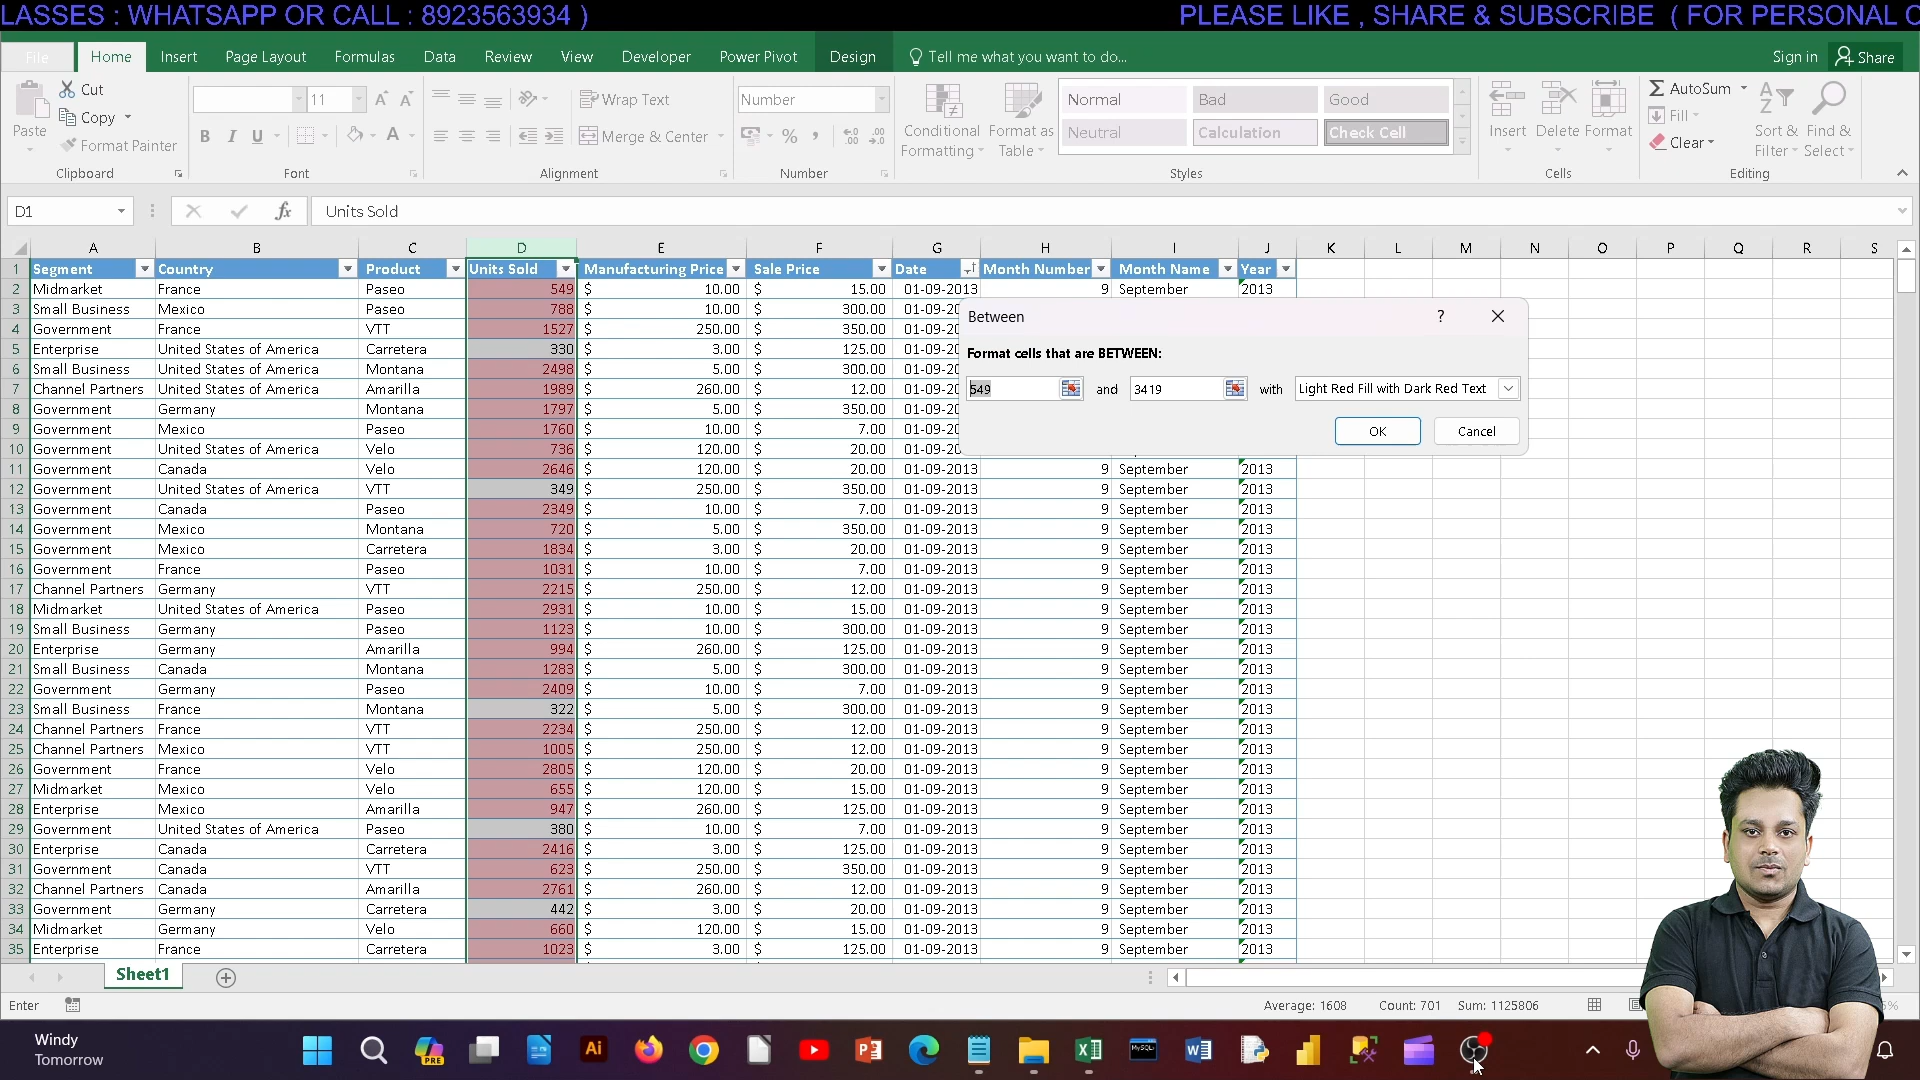 LASSES : WHATSAPP OR CALL : 8923563934 )
PLEASE LIKE , SHARE & SUBSCRIBE ( FOR PERSONAL C
File Home Insert Page Layout Formulas Data Review View Developer Power Pivot Design Tell me what you want to do... Sign in Share
Paste Cut Copy Format Painter Clipboard
11 B I U A Font
Wrap Text Merge & Center Alignment
Number % , Number
Conditional Formatting Format as Table
Normal Bad Good
Neutral Calculation Check Cell
Styles
Insert Delete Format Cells
AutoSum Fill Clear Sort & Filter Find & Select Editing
D1 fx Units Sold
A B C D E F G H I J K L M N O P Q R S
1 Segment Country Product Units Sold Manufacturing Price Sale Price Date Month Number Month Name Year
2 Midmarket France Paseo 549 $ 10.00 $ 15.00 01-09-2013 9 September 2013
3 Small Business Mexico Paseo 788 $ 10.00 $ 300.00 01-09-20
4 Government France VTT 1527 $ 250.00 $ 350.00 01-09-20
5 Enterprise United States of America Carretera 330 $ 3.00 $ 125.00 01-09-20
6 Small Business United States of America Montana 2498 $ 5.00 $ 300.00 01-09-20
7 Channel Partners United States of America Amarilla 1989 $ 260.00 $ 12.00 01-09-20
8 Government Germany Montana 1797 $ 5.00 $ 350.00 01-09-20
9 Government Mexico Paseo 1760 $ 10.00 $ 7.00 01-09-20
10 Government United States of America Velo 736 $ 120.00 $ 20.00 01-09-20
11 Government Canada Velo 2646 $ 120.00 $ 20.00 01-09-2013 9 September 2013
12 Government United States of America VTT 349 $ 250.00 $ 350.00 01-09-2013 9 September 2013
13 Government Canada Paseo 2349 $ 10.00 $ 7.00 01-09-2013 9 September 2013
14 Government Mexico Montana 720 $ 5.00 $ 350.00 01-09-2013 9 September 2013
15 Government Mexico Carretera 1834 $ 3.00 $ 20.00 01-09-2013 9 September 2013
16 Government France Paseo 1031 $ 10.00 $ 7.00 01-09-2013 9 September 2013
17 Channel Partners Germany VTT 2215 $ 250.00 $ 12.00 01-09-2013 9 September 2013
18 Midmarket United States of America Paseo 2931 $ 10.00 $ 15.00 01-09-2013 9 September 2013
19 Small Business Germany Paseo 1123 $ 10.00 $ 300.00 01-09-2013 9 September 2013
20 Enterprise Germany Amarilla 994 $ 260.00 $ 125.00 01-09-2013 9 September 2013
21 Small Business Canada Montana 1283 $ 5.00 $ 300.00 01-09-2013 9 September 2013
22 Government Germany Paseo 2409 $ 10.00 $ 7.00 01-09-2013 9 September 2013
23 Small Business France Montana 322 $ 5.00 $ 300.00 01-09-2013 9 September 2013
24 Channel Partners France VTT 2234 $ 250.00 $ 12.00 01-09-2013 9 September 2013
25 Channel Partners Mexico VTT 1005 $ 250.00 $ 12.00 01-09-2013 9 September 2013
26 Government France Velo 2805 $ 120.00 $ 20.00 01-09-2013 9 September 2013
27 Midmarket Mexico Velo 655 $ 120.00 $ 15.00 01-09-2013 9 September 2013
28 Enterprise Mexico Amarilla 947 $ 260.00 $ 125.00 01-09-2013 9 September 2013
29 Government United States of America Paseo 380 $ 10.00 $ 7.00 01-09-2013 9 September 2013
30 Enterprise Canada Carretera 2416 $ 3.00 $ 125.00 01-09-2013 9 September 2013
31 Government Canada VTT 623 $ 250.00 $ 350.00 01-09-2013 9 September 2013
32 Channel Partners Canada Amarilla 2761 $ 260.00 $ 12.00 01-09-2013 9 September 2013
33 Government Germany Carretera 442 $ 3.00 $ 20.00 01-09-2013 9 September 2013
34 Midmarket Germany Velo 660 $ 120.00 $ 15.00 01-09-2013 9 September 2013
35 Enterprise France Carretera 1023 $ 3.00 $ 125.00 01-09-2013 9 September 2013
Between ?
Format cells that are BETWEEN:
549 and 3419 with Light Red Fill with Dark Red Text
OK Cancel
Sheet1
Enter Average: 1608 Count: 701 Sum: 1125806
Windy
Tomorrow
PRE Ai MySQL